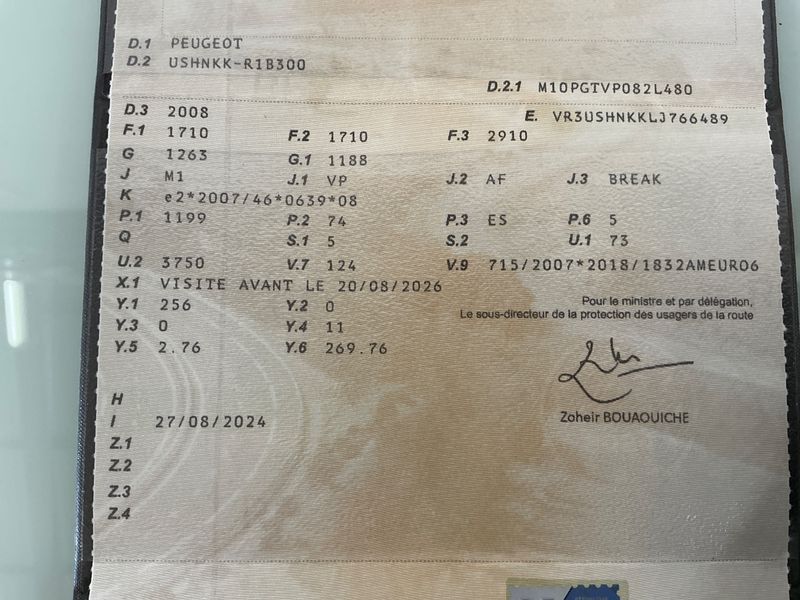 D.1 PEUGEOT
D.2 USHNKK-R1B300
D.2.1 M10PGTVP082L480
D.3 2008
E. VR3USHNKKLJ766489
F.1 1710 F.2 1710 F.3 2910
G 1263 G.1 1188
J M1 J.1 VP J.2 AF J.3 BREAK
K e2*2007/46*0639*08
P.1 1199 P.2 74 P.3 ES P.6 5
Q S.1 5 S.2 U.1 73
U.2 3750 V.7 124 V.9 715/2007*2018/1832AMEURO6
X.1 VISITE AVANT LE 20/08/2026
Y.1 256 Y.2 0
Pour le ministre et par délégation,
Le sous-directeur de la protection des usagers de la route
Y.3 0 Y.4 11
Y.5 2.76 Y.6 269.76
H
I 27/08/2024
Zoheir BOUAOUICHE
Z.1
Z.2
Z.3
Z.4